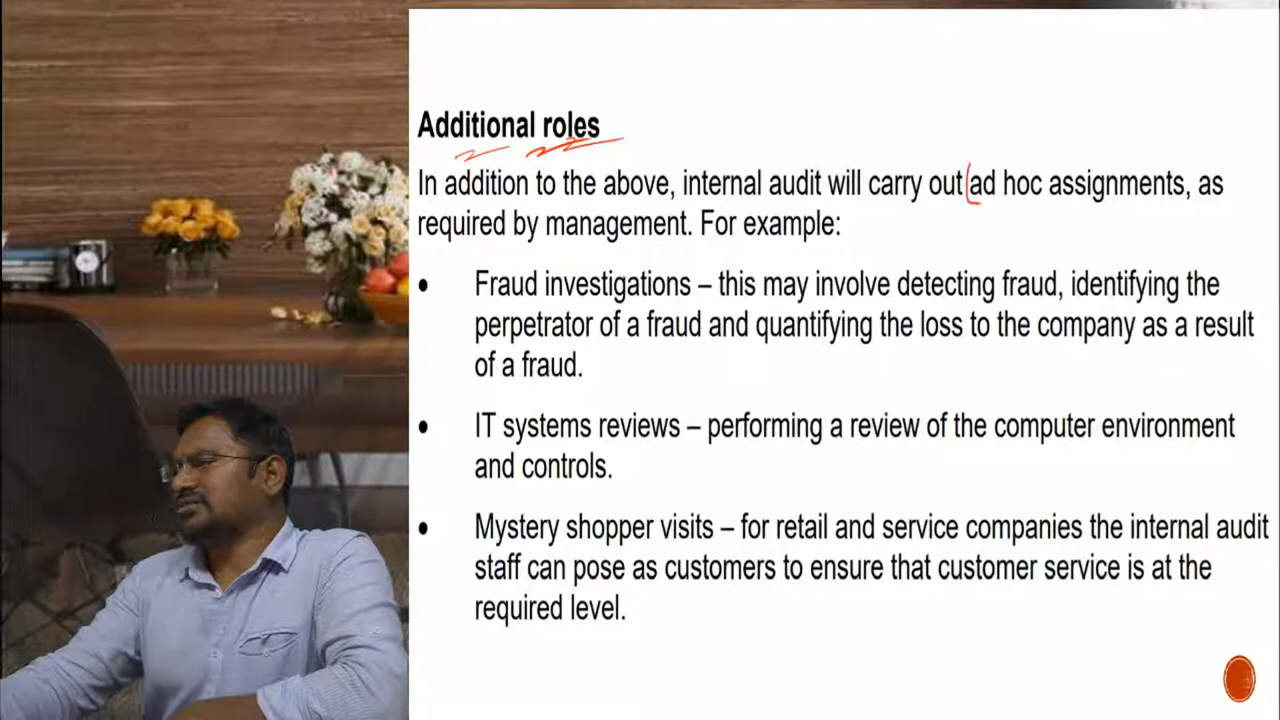 Additional roles
In addition to the above, internal audit will carry out ad hoc assignments, as
required by management. For example:
• Fraud investigations – this may involve detecting fraud, identifying the
perpetrator of a fraud and quantifying the loss to the company as a result
of a fraud.
• IT systems reviews – performing a review of the computer environment
and controls.
• Mystery shopper visits – for retail and service companies the internal audit
staff can pose as customers to ensure that customer service is at the
required level.